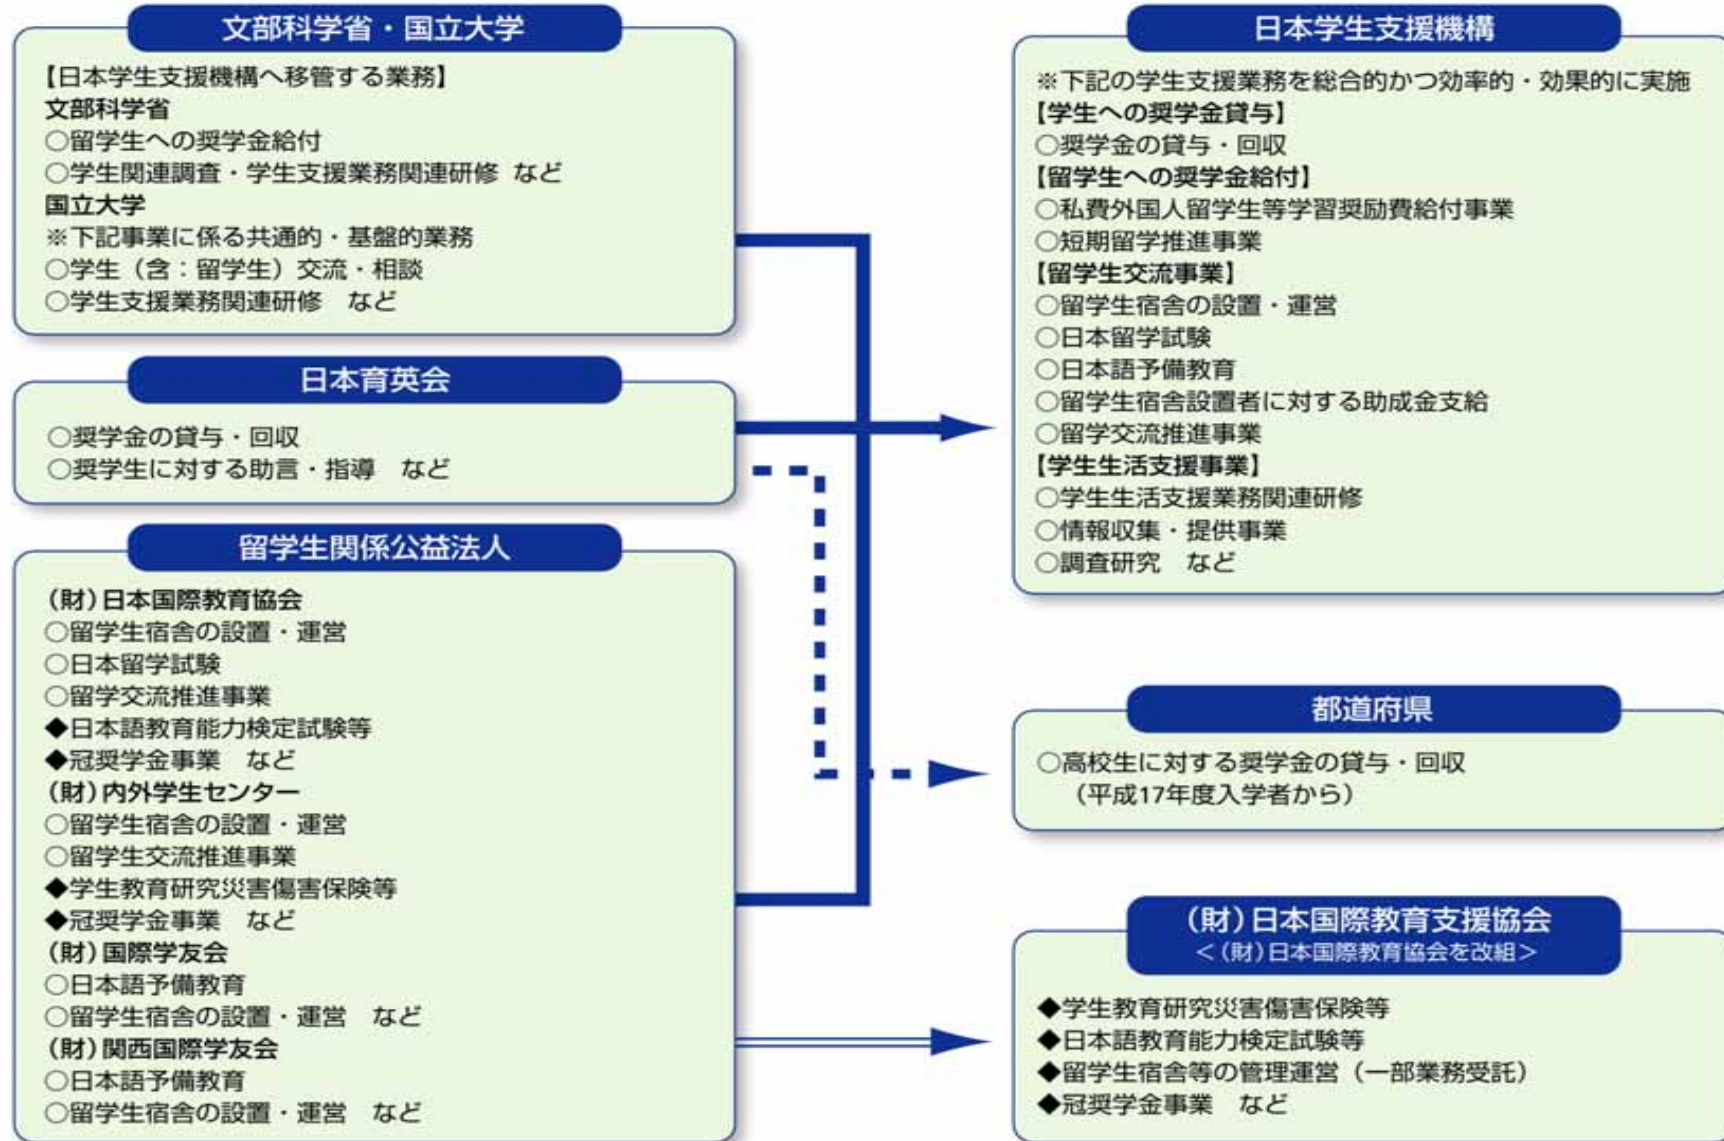 文部科学省・国立大学
【日本学生支援機構へ移管する業務】
文部科学省
○留学生への奨学金給付
○学生関連調査・学生支援業務関連研修 など
国立大学
※下記事業に係る共通的・基盤的業務
○学生（含：留学生）交流・相談
○学生支援業務関連研修　など
日本育英会
○奨学金の貸与・回収
○奨学生に対する助言・指導　など
留学生関係公益法人
（財）日本国際教育協会
○留学生宿舎の設置・運営
○日本留学試験
○留学交流推進事業
◆日本語教育能力検定試験等
◆冠奨学金事業　など
（財）内外学生センター
○留学生宿舎の設置・運営
○留学生交流推進事業
◆学生教育研究災害傷害保険等
◆冠奨学金事業　など
（財）国際学友会
○日本語予備教育
○留学生宿舎の設置・運営　など
（財）関西国際学友会
○日本語予備教育
○留学生宿舎の設置・運営　など
日本学生支援機構
※下記の学生支援業務を総合的かつ効率的・効果的に実施
【学生への奨学金貸与】
○奨学金の貸与・回収
【留学生への奨学金給付】
○私費外国人留学生等学習奨励費給付事業
○短期留学推進事業
【留学生交流事業】
○留学生宿舎の設置・運営
○日本留学試験
○日本語予備教育
○留学生宿舎設置者に対する助成金支給
○留学交流推進事業
【学生生活支援事業】
○学生生活支援業務関連研修
○情報収集・提供事業
○調査研究　など
都道府県
○高校生に対する奨学金の貸与・回収
（平成17年度入学者から）
（財）日本国際教育支援協会
＜（財）日本国際教育協会を改組＞
◆学生教育研究災害傷害保険等
◆日本語教育能力検定試験等
◆留学生宿舎等の管理運営（一部業務受託）
◆冠奨学金事業　など